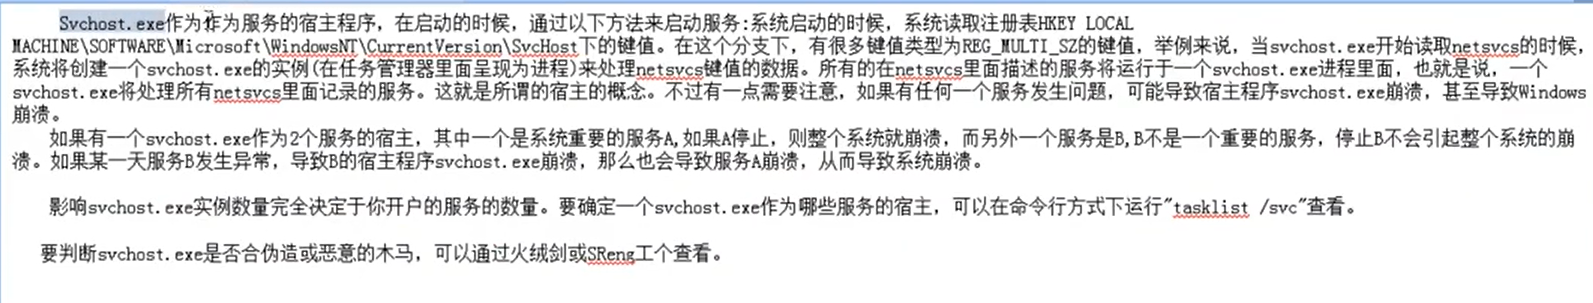 Svchost.exe作为作为服务的宿主程序，在启动的时候，通过以下方法来启动服务:系统启动的时候，系统读取注册表HKEY LOCAL
MACHINE\SOFTWARE\Microsoft\WindowsNT\CurrentVersion\SvcHost下的键值。在这个分支下，有很多键值类型为REG_MULTI_SZ的键值，举例来说，当svchost.exe开始读取netsvcs的时候，
系统将创建一个svchost.exe的实例(在任务管理器里面呈现为进程)来处理netsvcs键值的数据。所有的在netsvcs里面描述的服务将运行于一个svchost.exe进程里面，也就是说，一个
svchost.exe将处理所有netsvcs里面记录的服务。这就是所谓的宿主的概念。不过有一点需要注意，如果有任何一个服务发生问题，可能导致宿主程序svchost.exe崩溃，甚至导致Windows
崩溃。
如果有一个svchost.exe作为2个服务的宿主，其中一个是系统重要的服务A,如果A停止，则整个系统就崩溃，而另外一个服务是B,B不是一个重要的服务，停止B不会引起整个系统的崩
溃。如果某一天服务B发生异常，导致B的宿主程序svchost.exe崩溃，那么也会导致服务A崩溃，从而导致系统崩溃。
影响svchost.exe实例数量完全决定于你开户的服务的数量。要确定一个svchost.exe作为哪些服务的宿主，可以在命令行方式下运行"tasklist /svc"查看。
要判断svchost.exe是否合伪造或恶意的木马，可以通过火绒剑或SReng工个查看。